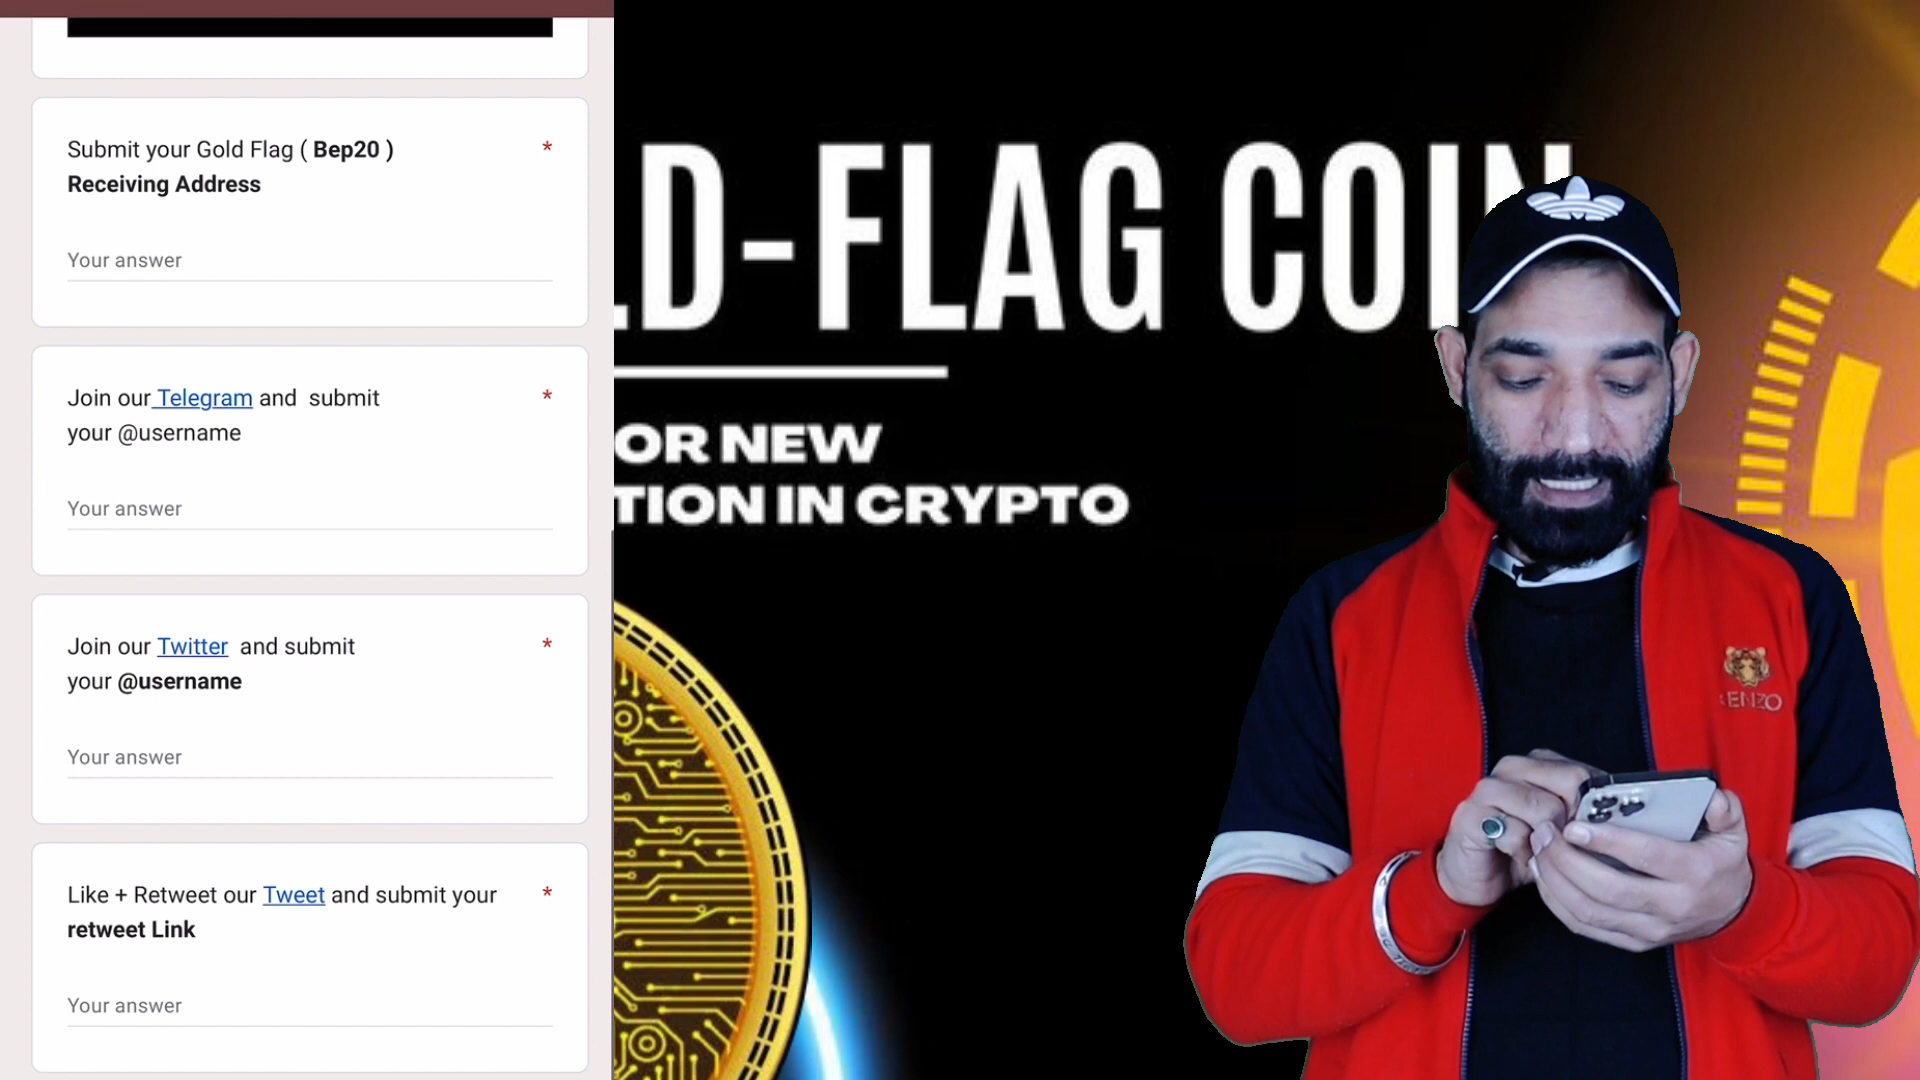 Submit your Gold Flag ( Bep20 ) *
Receiving Address
Your answer
Join our Telegram and submit *
your @username
Your answer
Join our Twitter and submit *
your @username
Your answer
Like + Retweet our Tweet and submit your *
retweet Link
Your answer
LD-FLAG COIN
OR NEW
TION IN CRYPTO
ENZO